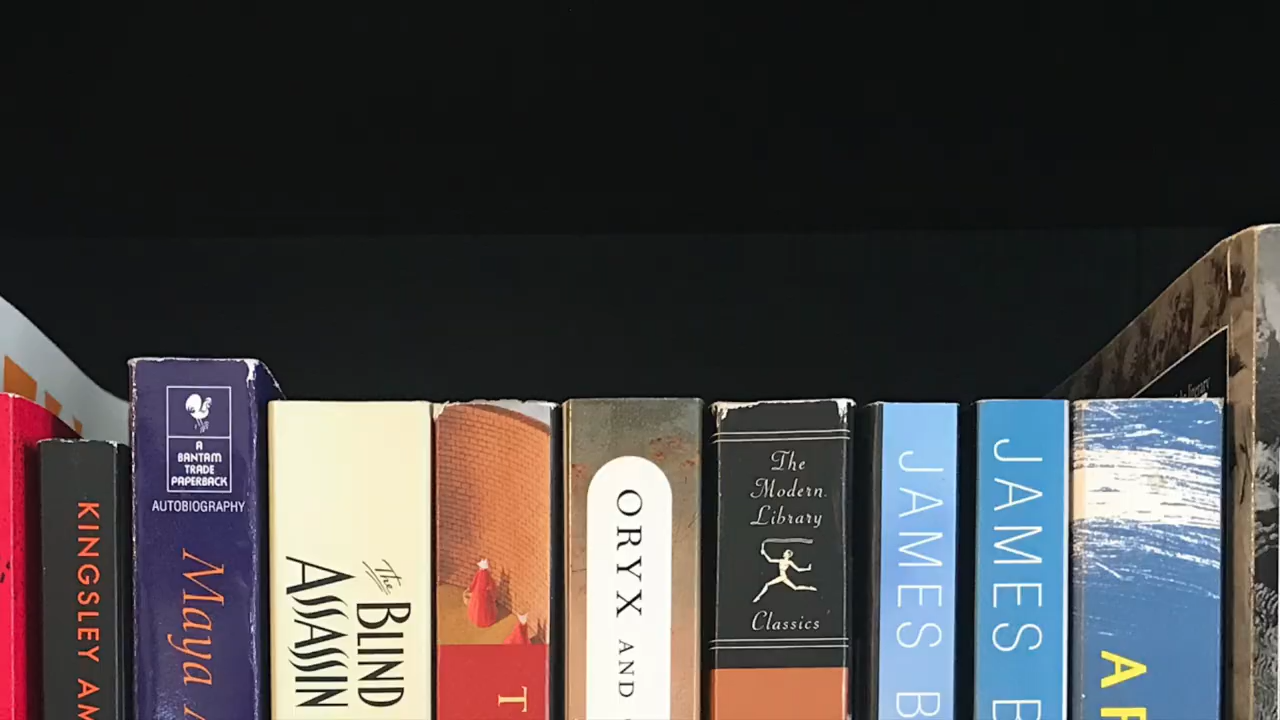 KINGSLEY AM
A
BANTAM
TRADE
PAPERBACK
AUTOBIOGRAPHY
Maya
The
BLIND
ASSASSIN
T
ORYX AND
The
Modern
Library
Classics
JAMES B
JAMES B
A